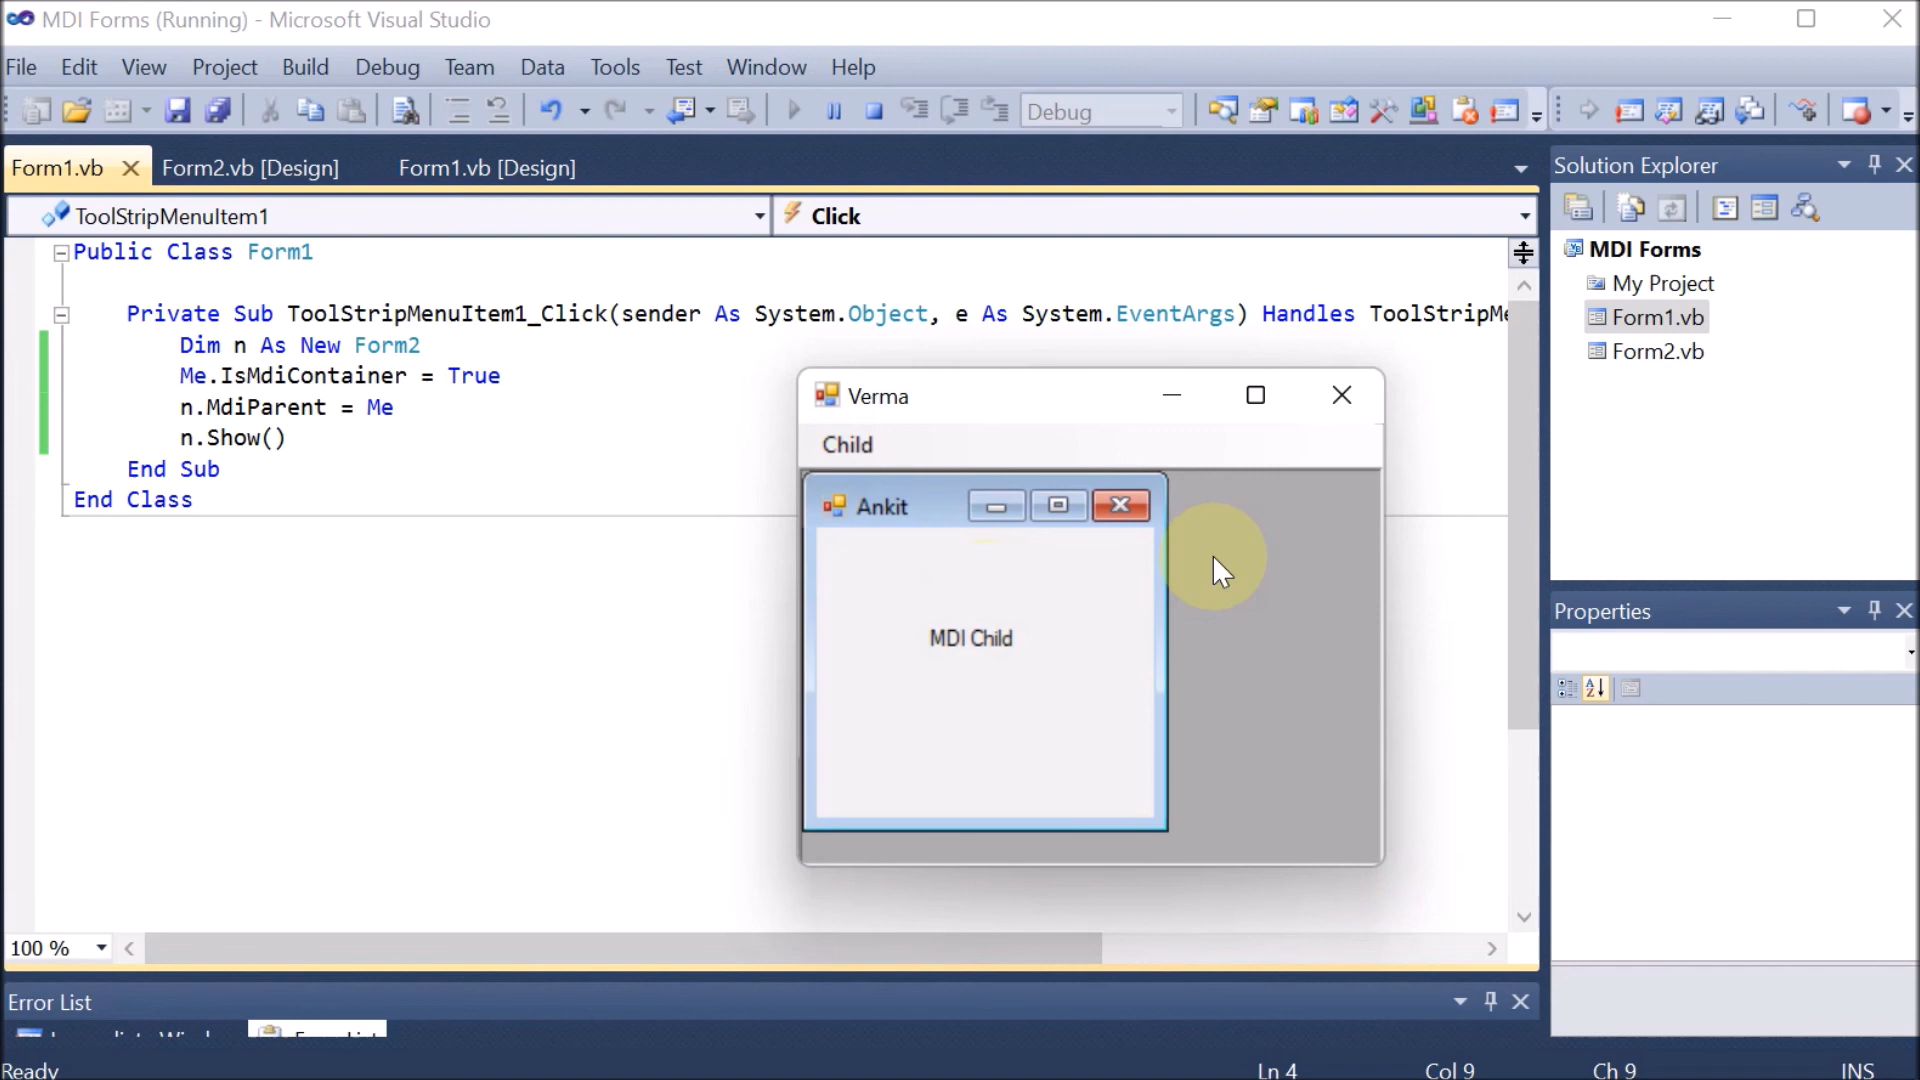 MDI Forms (Running) - Microsoft Visual Studio
File Edit View Project Build Debug Team Data Tools Test Window Help
Debug
Form1.vb Form2.vb [Design] Form1.vb [Design]
ToolStripMenuItem1 Click
Public Class Form1
Private Sub ToolStripMenuItem1_Click(sender As System.Object, e As System.EventArgs) Handles ToolStripMe
Dim n As New Form2
Me.IsMdiContainer = True
n.MdiParent = Me
n.Show()
End Sub
End Class
Verma
Child
Ankit
MDI Child
100 %
Solution Explorer
MDI Forms
My Project
Form1.vb
Form2.vb
Properties
Error List
Ready Ln 4 Col 9 Ch 9 INS